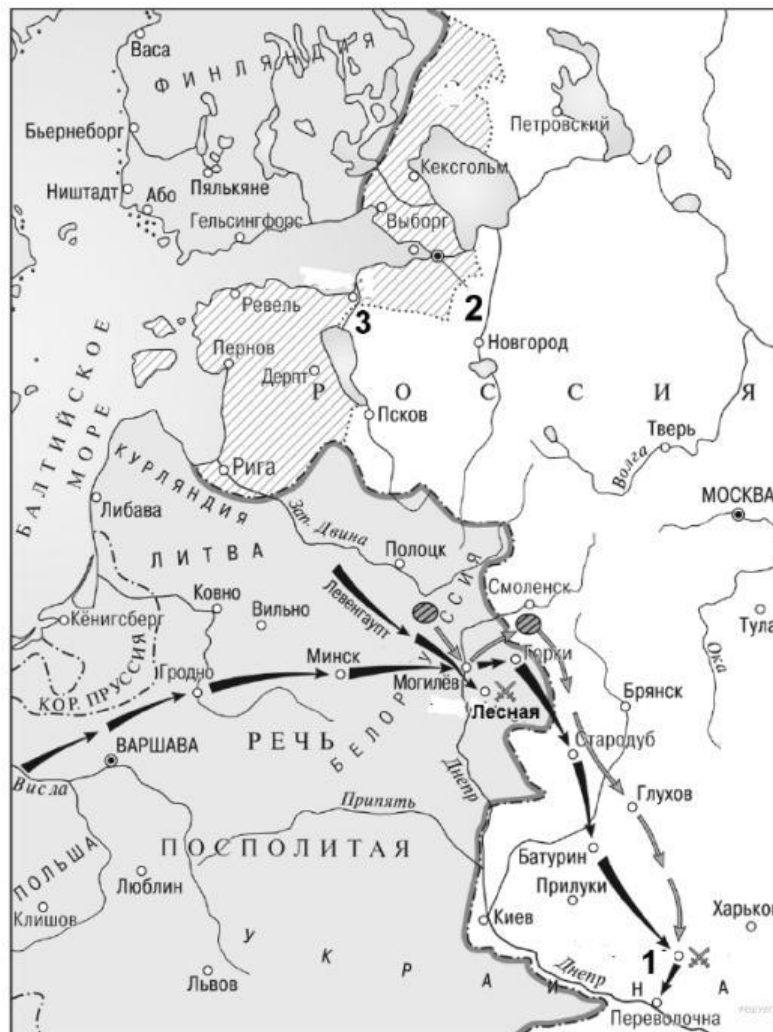 Васа
ФИНЛЯНДИЯ
Петровский
Бьернеборг
Кексгольм
Ништадт
Або
Пялькяне
Гельсингфорс
Выборг
2
Ревель
3
Новгород
Пернов
Дерпт
РОССИЯ
Псков
Тверь
Волга
БАЛТИЙСКОЕ
МОРЕ
Рига
КУРЛЯНДИЯ
Либава
МОСКВА
Зап. Двина
Полоцк
ЛИТВА
Смоленск
Левенгаупт
Ковно
Вильно
Кёнигсберг
Тула
Ока
КОР. ПРУССИЯ
Гродно
Минск
Могилёв
Горки
Лесная
БЕЛОРУССИЯ
Брянск
ВАРШАВА
РЕЧЬ
Стародуб
Висла
Днепр
Глухов
Припять
ПОСПОЛИТАЯ
Батурин
ПОЛЬША
Люблин
Прилуки
Клишов
Киев
Харьков
1
УКРАИНА
Львов
Днепр
Переволочна